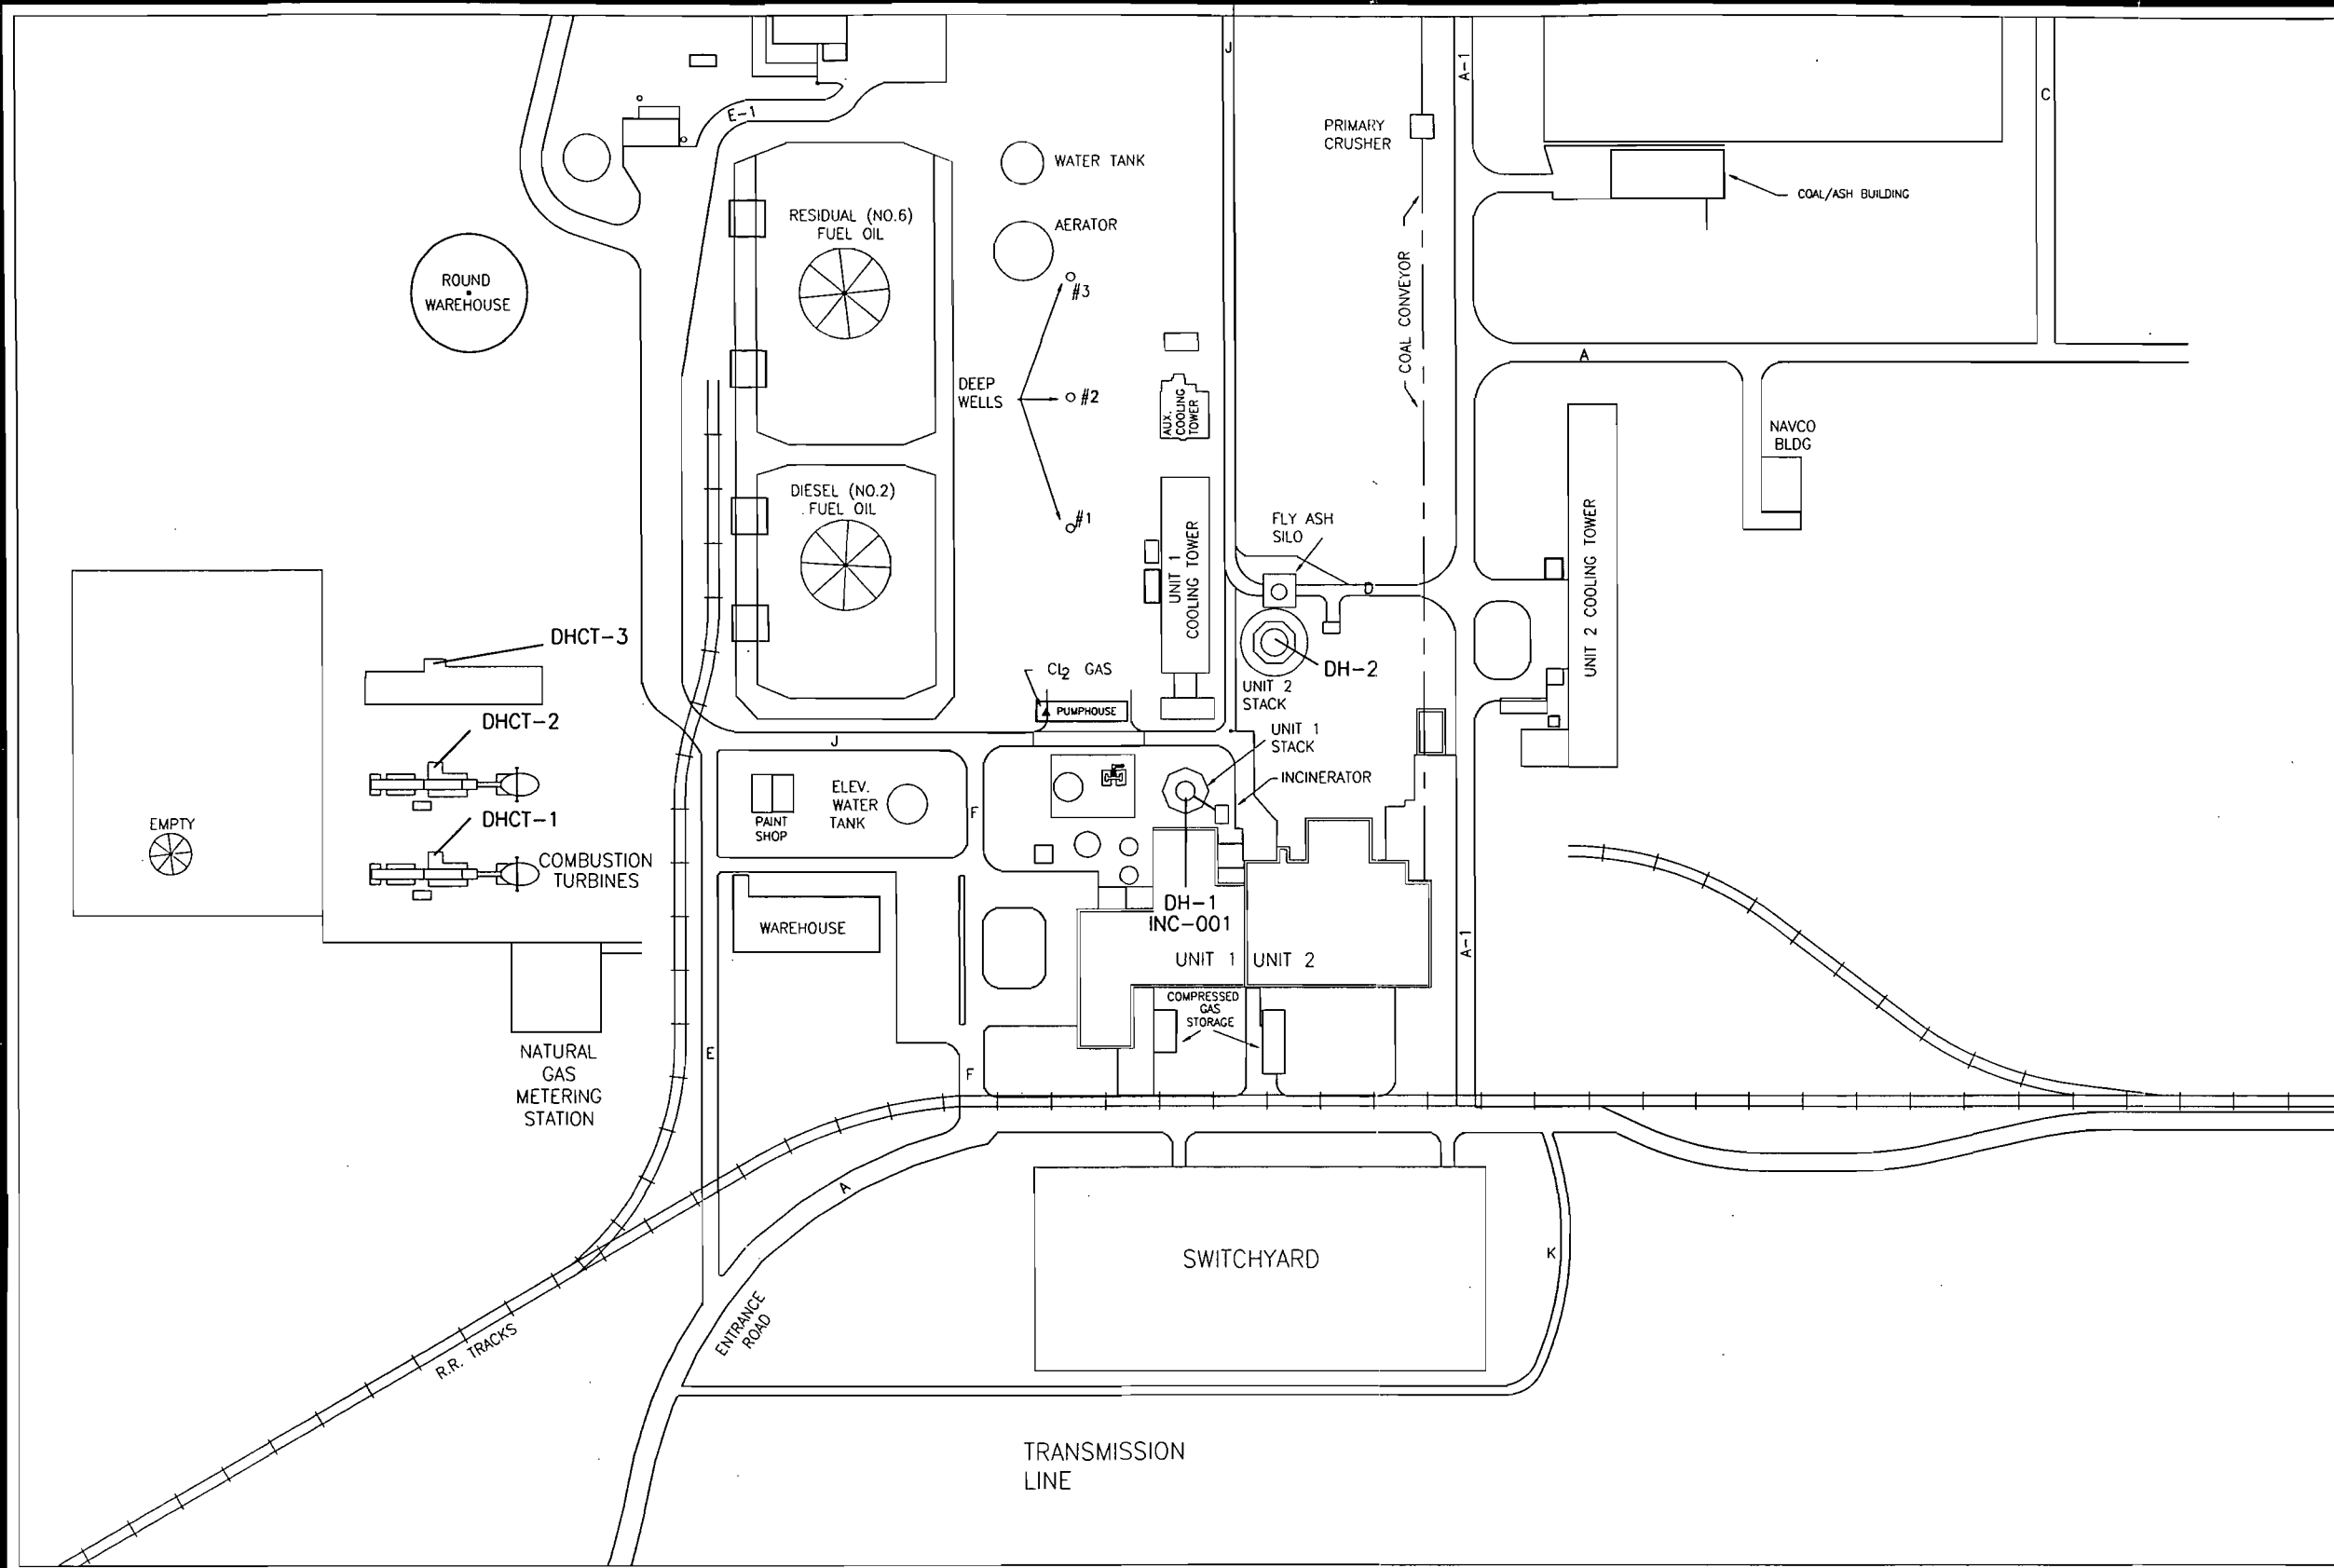 J
A-1
C
E-1
PRIMARY
CRUSHER
WATER TANK
COAL/ASH BUILDING
RESIDUAL (NO.6)
FUEL OIL
AERATOR
ROUND
WAREHOUSE
#3
COAL CONVEYOR
A
DEEP
WELLS
#2
AUX.
COOLING
TOWER
NAVCO
BLDG
DIESEL (NO.2)
FUEL OIL
#1
FLY ASH
SILO
UNIT 1
COOLING TOWER
D
UNIT 2 COOLING TOWER
DHCT-3
CL2 GAS
DH-2
UNIT 2
STACK
PUMPHOUSE
DHCT-2
UNIT 1
STACK
J
INCINERATOR
ELEV.
WATER
TANK
PAINT
SHOP
F
EMPTY
DHCT-1
COMBUSTION
TURBINES
DH-1
INC-001
WAREHOUSE
A-1
UNIT 1
UNIT 2
COMPRESSED
GAS
STORAGE
NATURAL
GAS
METERING
STATION
E
F
A
SWITCHYARD
K
ENTRANCE
ROAD
R.R. TRACKS
TRANSMISSION
LINE